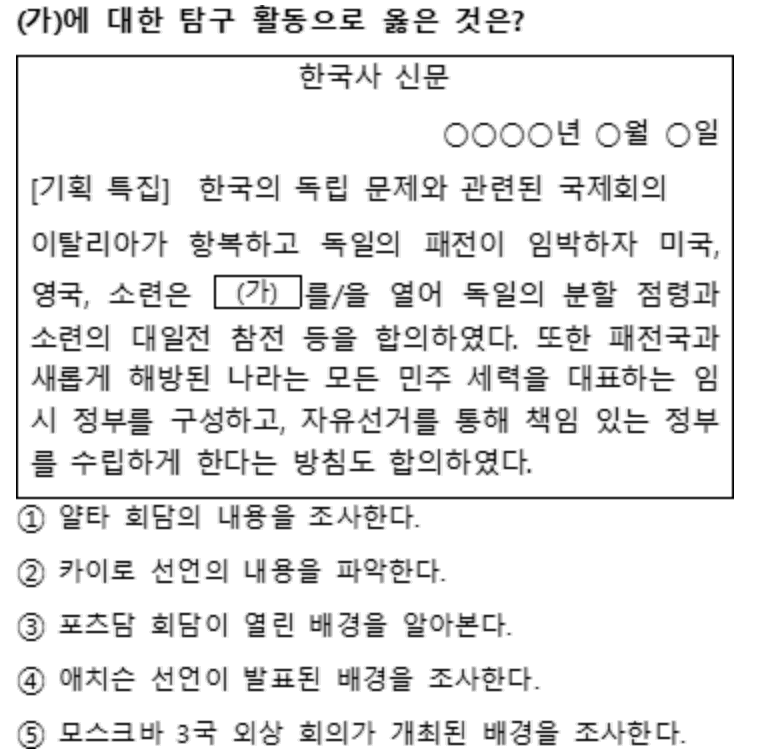 (가)에 대한 탐구 활동으로 옳은 것은?
한국사 신문
○○○○년 ○월 ○일
[기획 특집] 한국의 독립 문제와 관련된 국제회의
이탈리아가 항복하고 독일의 패전이 임박하자 미국,
영국, 소련은 (가) 를/을 열어 독일의 분할 점령과
소련의 대일전 참전 등을 합의하였다. 또한 패전국과
새롭게 해방된 나라는 모든 민주 세력을 대표하는 임
시 정부를 구성하고, 자유선거를 통해 책임 있는 정부
를 수립하게 한다는 방침도 합의하였다.
① 얄타 회담의 내용을 조사한다.
② 카이로 선언의 내용을 파악한다.
③ 포츠담 회담이 열린 배경을 알아본다.
④ 애치슨 선언이 발표된 배경을 조사한다.
⑤ 모스크바 3국 외상 회의가 개최된 배경을 조사한다.